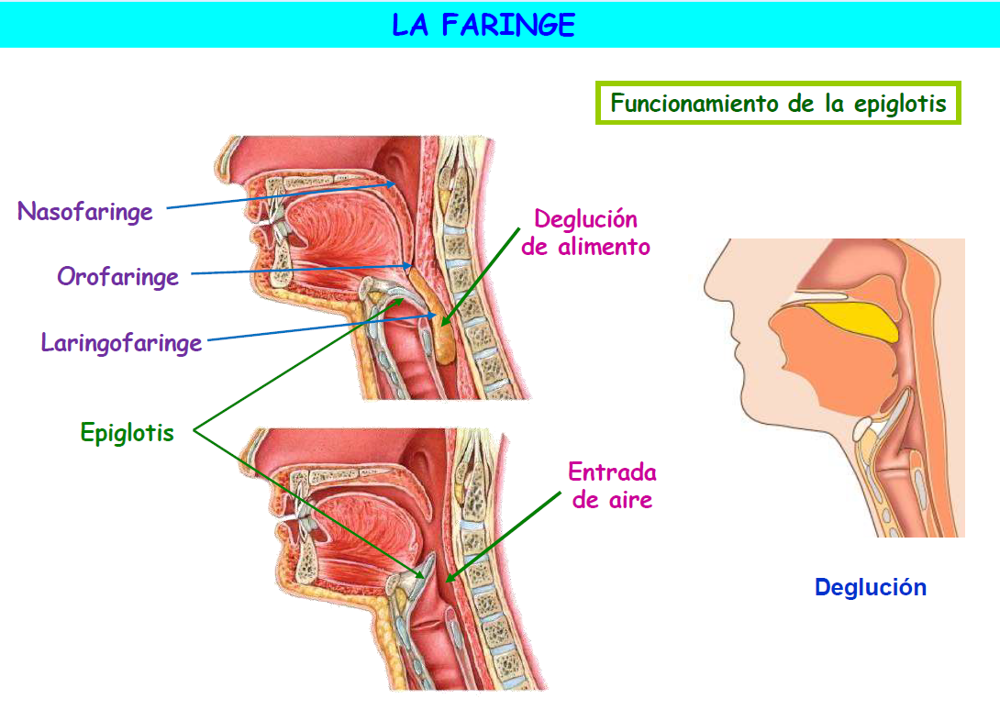 LA FARINGE
Funcionamiento de la epiglotis
Nasofaringe
Orofaringe
Laringofaringe
Deglución
de alimento
Epiglotis
Entrada
de aire
Deglución